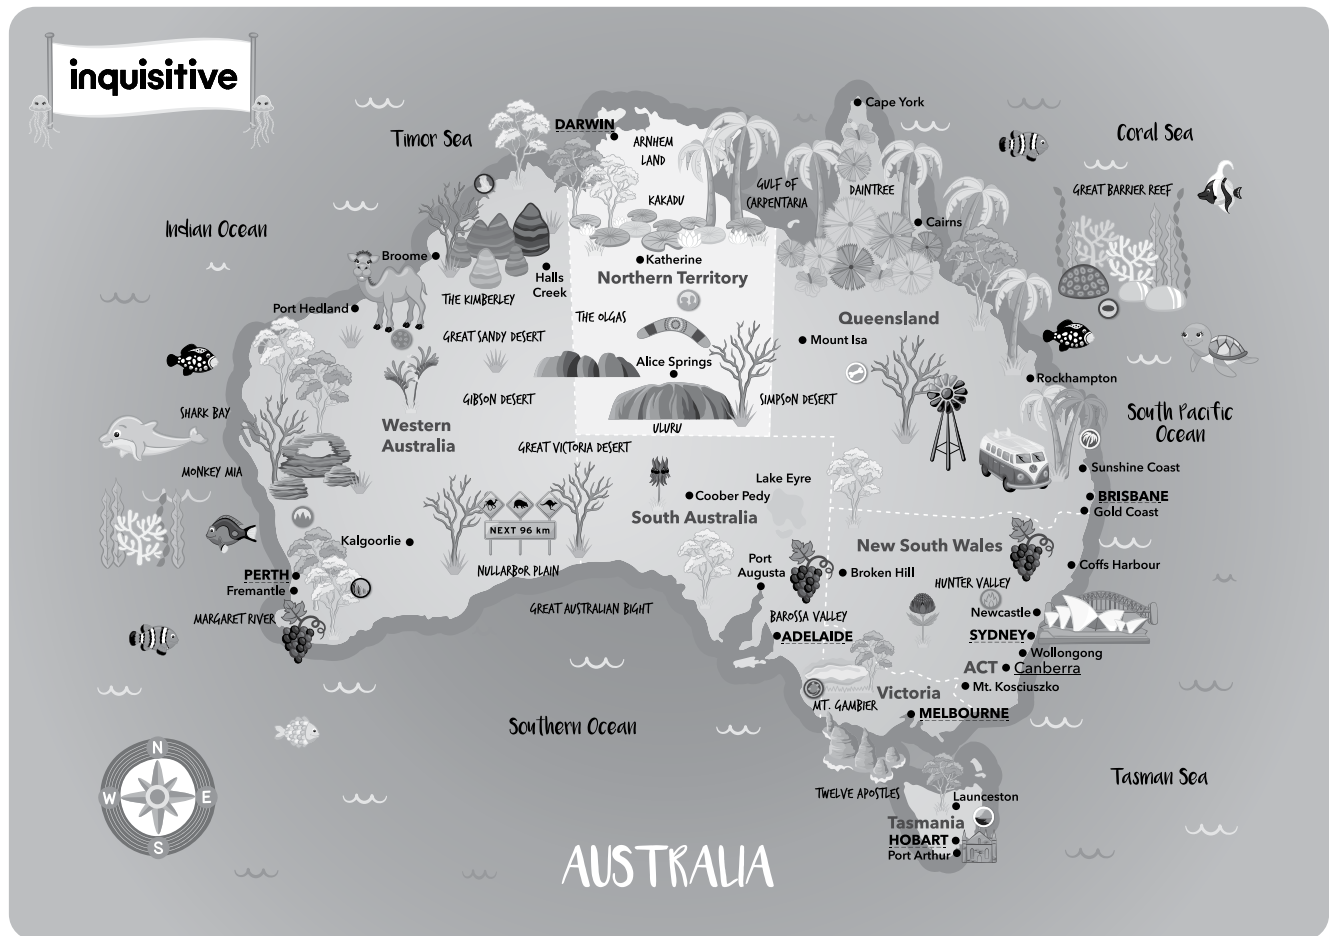 inquisitive
Cape York
DARWIN
Timor Sea
Coral Sea
ARNHEM
LAND
GULF OF
CARPENTARIA
DAINTREE
GREAT BARRIER REEF
KAKADU
Indian Ocean
Cairns
Broome
Katherine
Halls
Creek
Northern Territory
THE KIMBERLEY
Port Hedland
THE OLGAS
Queensland
GREAT SANDY DESERT
Mount Isa
Alice Springs
Rockhampton
GIBSON DESERT
SIMPSON DESERT
SHARK BAY
South Pacific
Ocean
Western
Australia
ULURU
GREAT VICTORIA DESERT
MONKEY MIA
Sunshine Coast
Lake Eyre
Coober Pedy
BRISBANE
Gold Coast
South Australia
NEXT 96 km
Kalgoorlie
New South Wales
Port
Augusta
Coffs Harbour
NULLARBOR PLAIN
Broken Hill
PERTH
HUNTER VALLEY
Fremantle
GREAT AUSTRALIAN BIGHT
Newcastle
MARGARET RIVER
BAROSSA VALLEY
ADELAIDE
SYDNEY
Wollongong
ACT
Canberra
Mt. Kosciuszko
Victoria
MT. GAMBIER
MELBOURNE
Southern Ocean
N
W
E
S
Tasman Sea
TWELVE APOSTLES
Launceston
Tasmania
HOBART
Port Arthur
AUSTRALIA